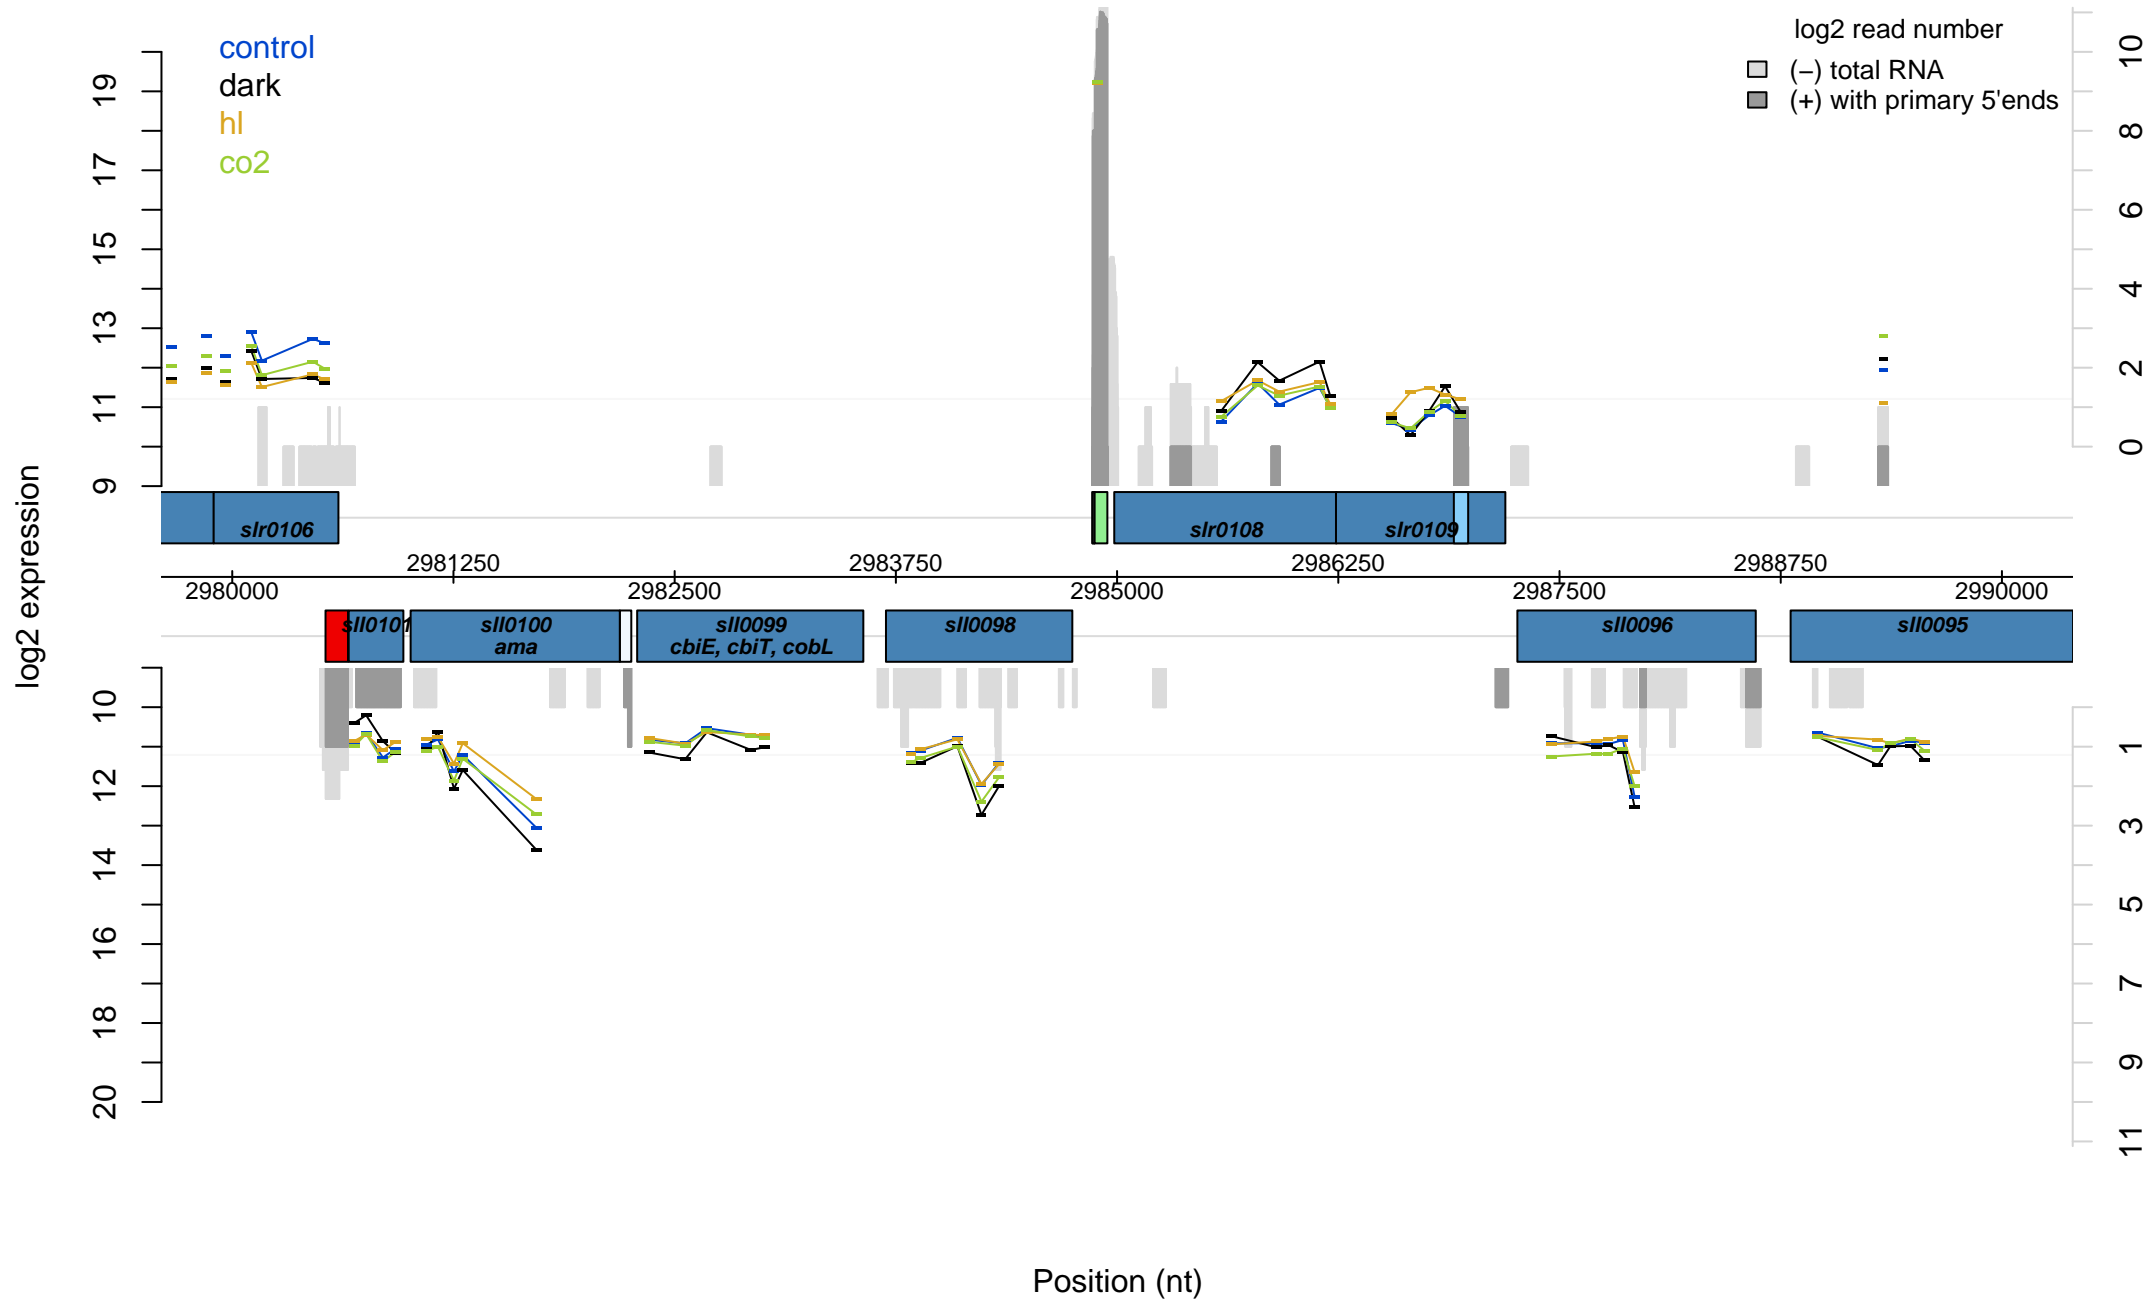 control
dark
hl
co2
log2 read number
(−) total RNA
(+) with primary 5'ends
19
17
15
13
11
9
10
8
6
4
2
0
log2 expression
slr0106
slr0108
slr0109
2981250
2983750
2986250
2988750
2980000
2982500
2985000
2987500
2990000
sll0101
sll0100
ama
sll0099
cbiE, cbiT, cobL
sll0098
sll0096
sll0095
10
12
14
16
18
20
1
3
5
7
9
11
Position (nt)